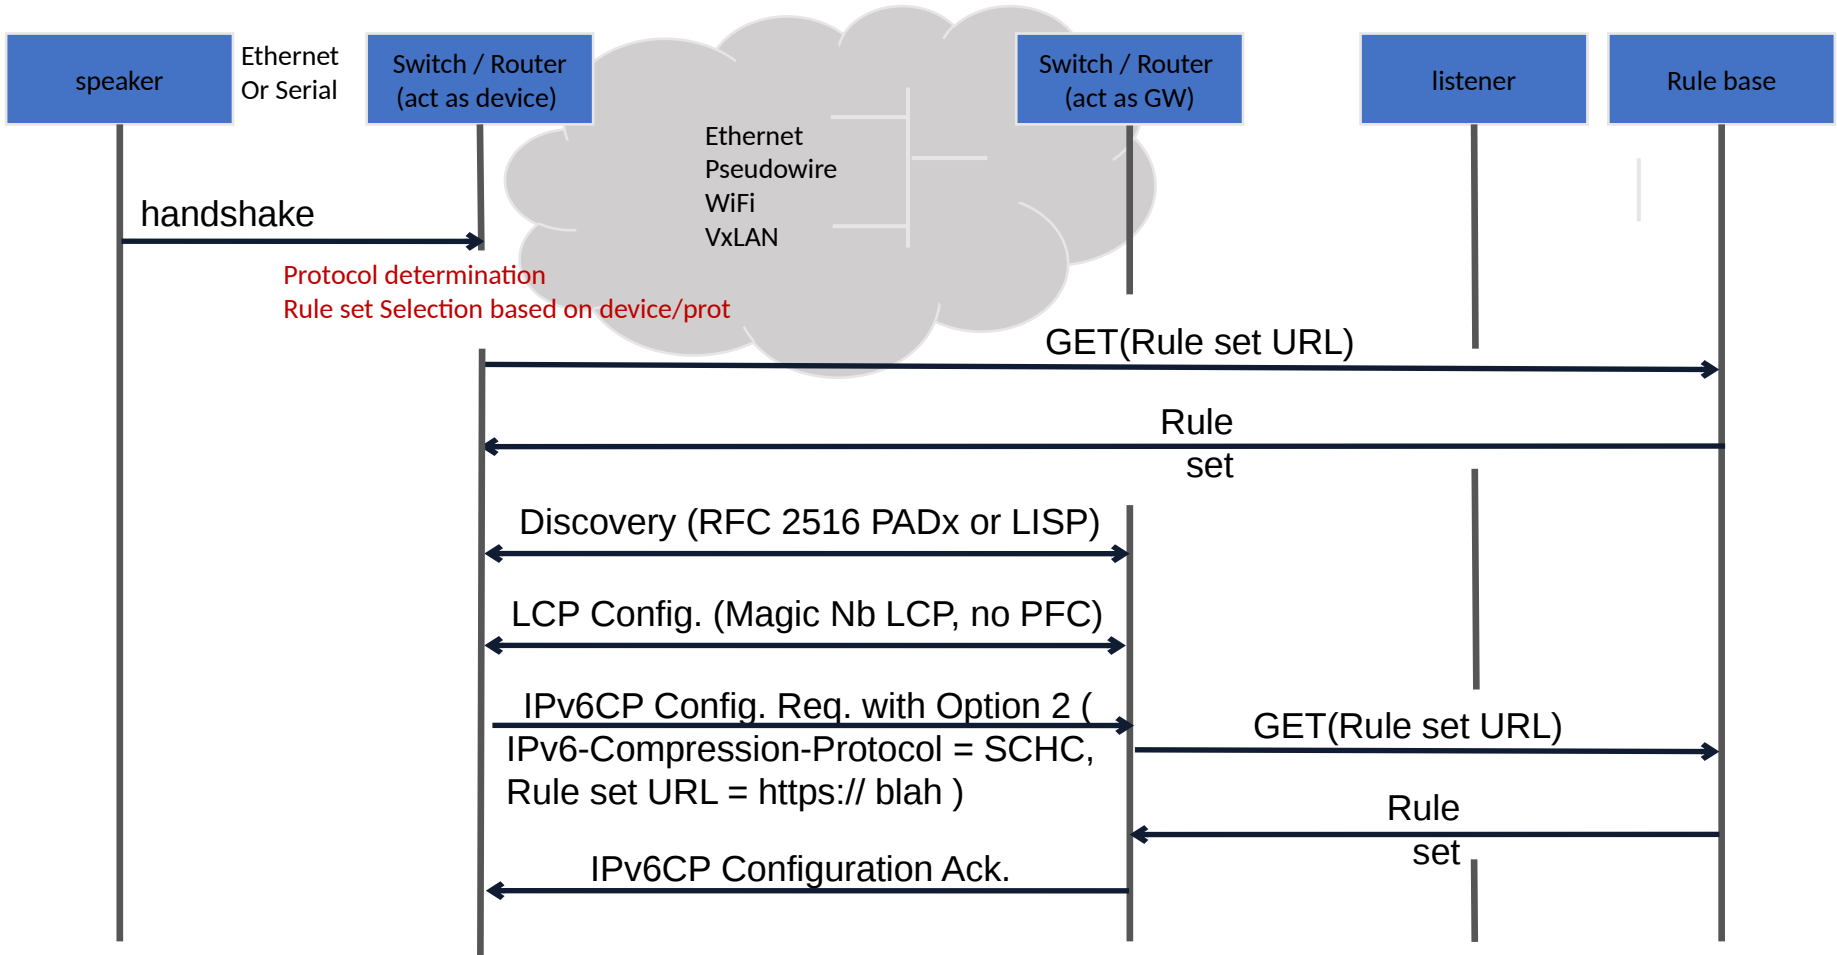 speaker
Ethernet
Or Serial
Switch / Router
(act as device)
Switch / Router
(act as GW)
listener
Rule base
Ethernet
Pseudowire
WiFi
VxLAN
handshake
Protocol determination
Rule set Selection based on device/prot
GET(Rule set URL)
Rule
set
Discovery (RFC 2516 PADx or LISP)
LCP Config. (Magic Nb LCP, no PFC)
IPv6CP Config. Req. with Option 2 (
IPv6-Compression-Protocol = SCHC,
Rule set URL = https:// blah )
GET(Rule set URL)
Rule
set
IPv6CP Configuration Ack.